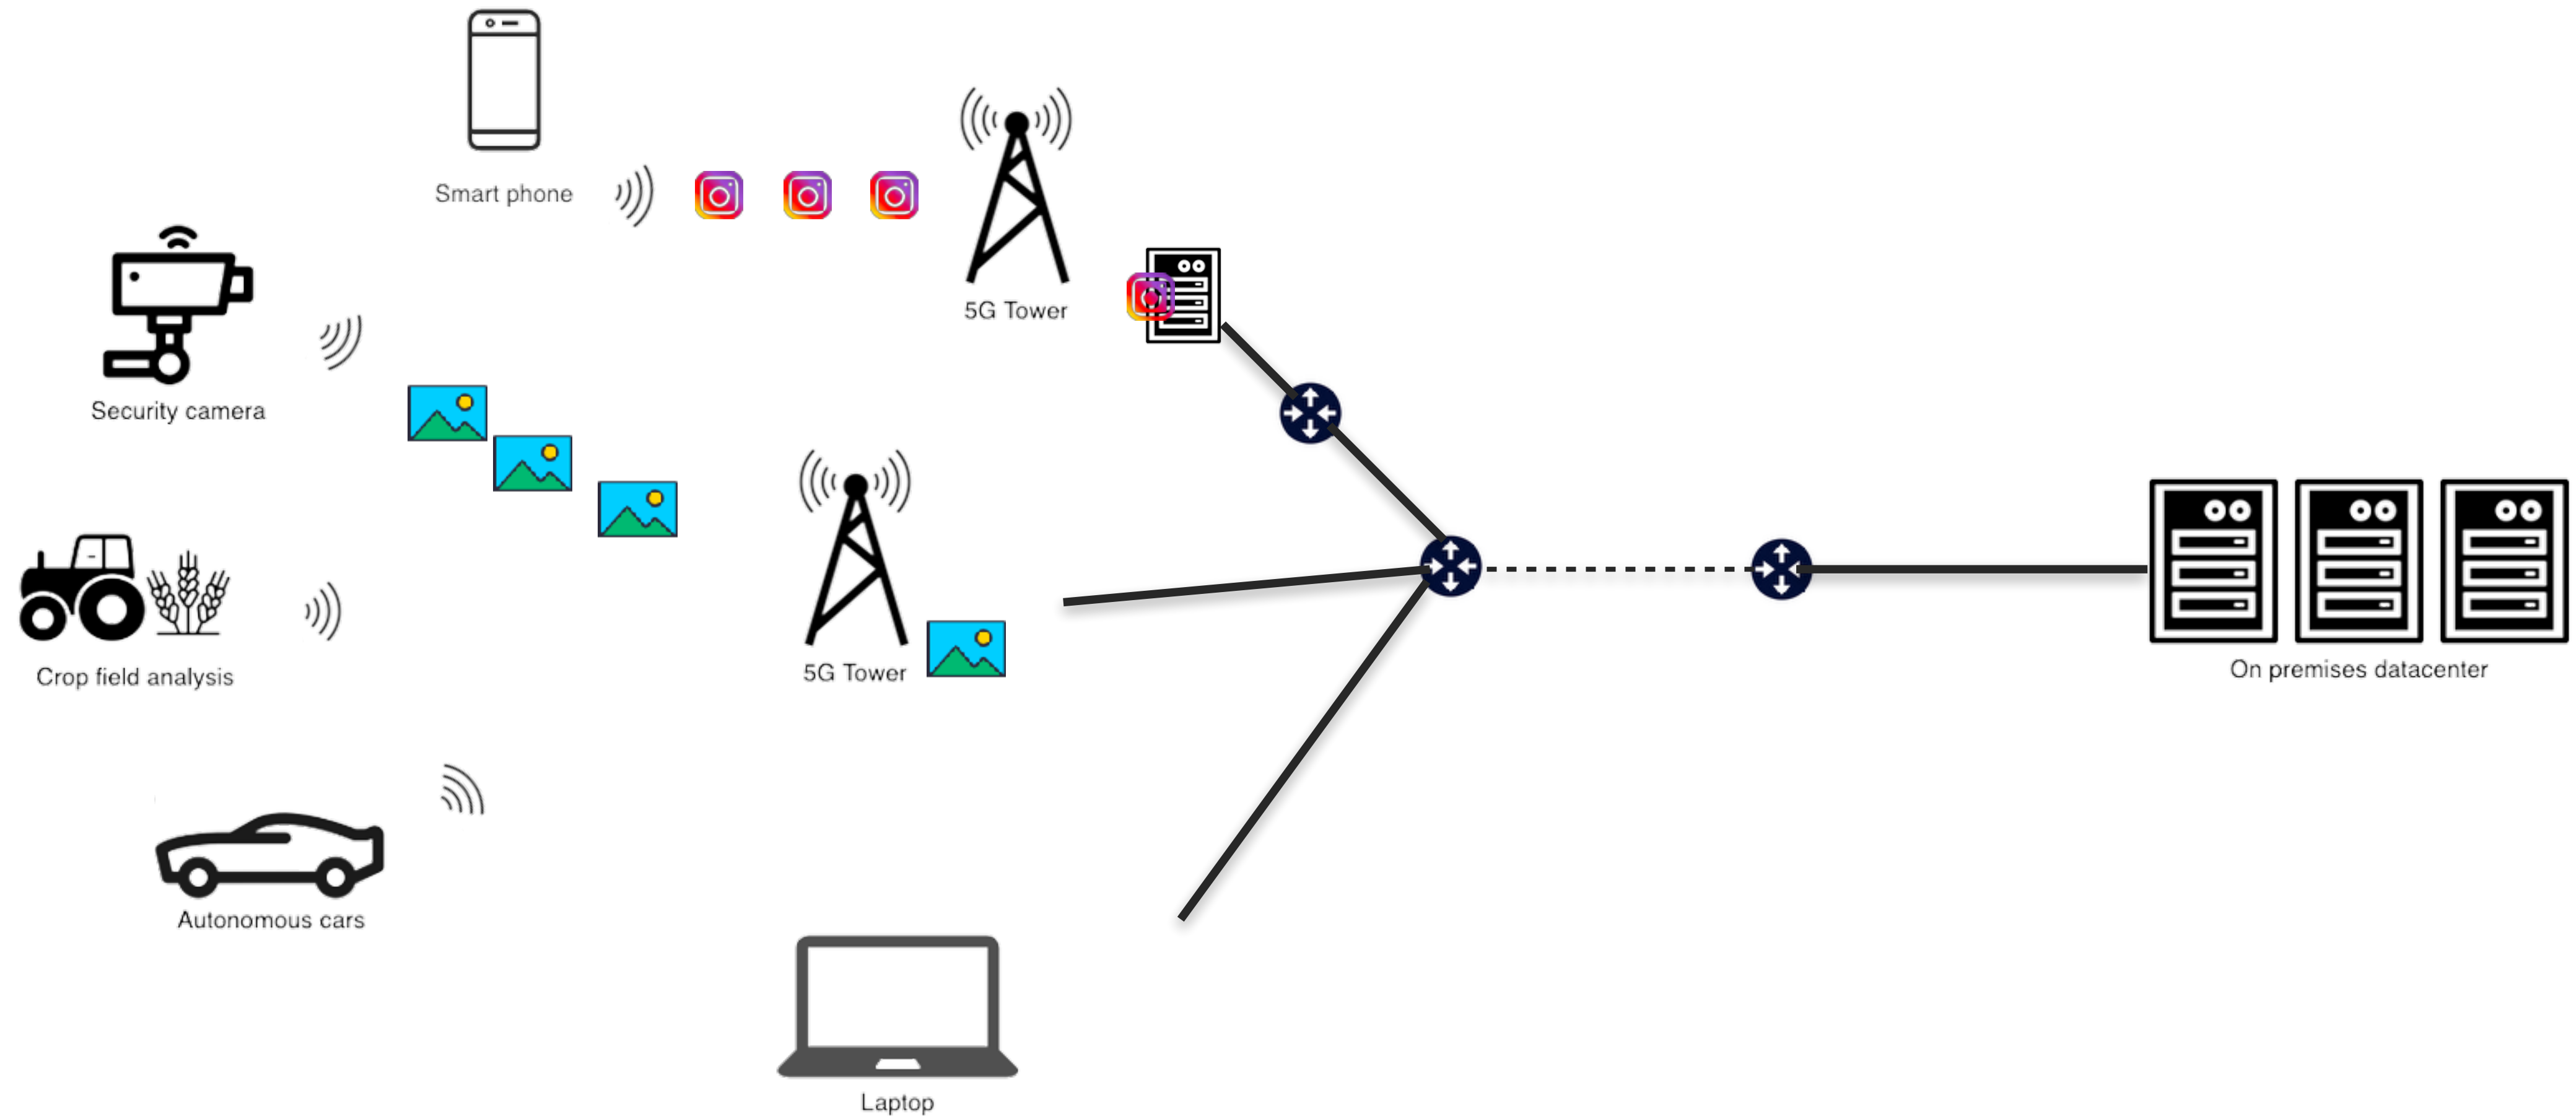 Smart phone
5G Tower
Security camera
5G Tower
Crop field analysis
On premises datacenter
Autonomous cars
Laptop